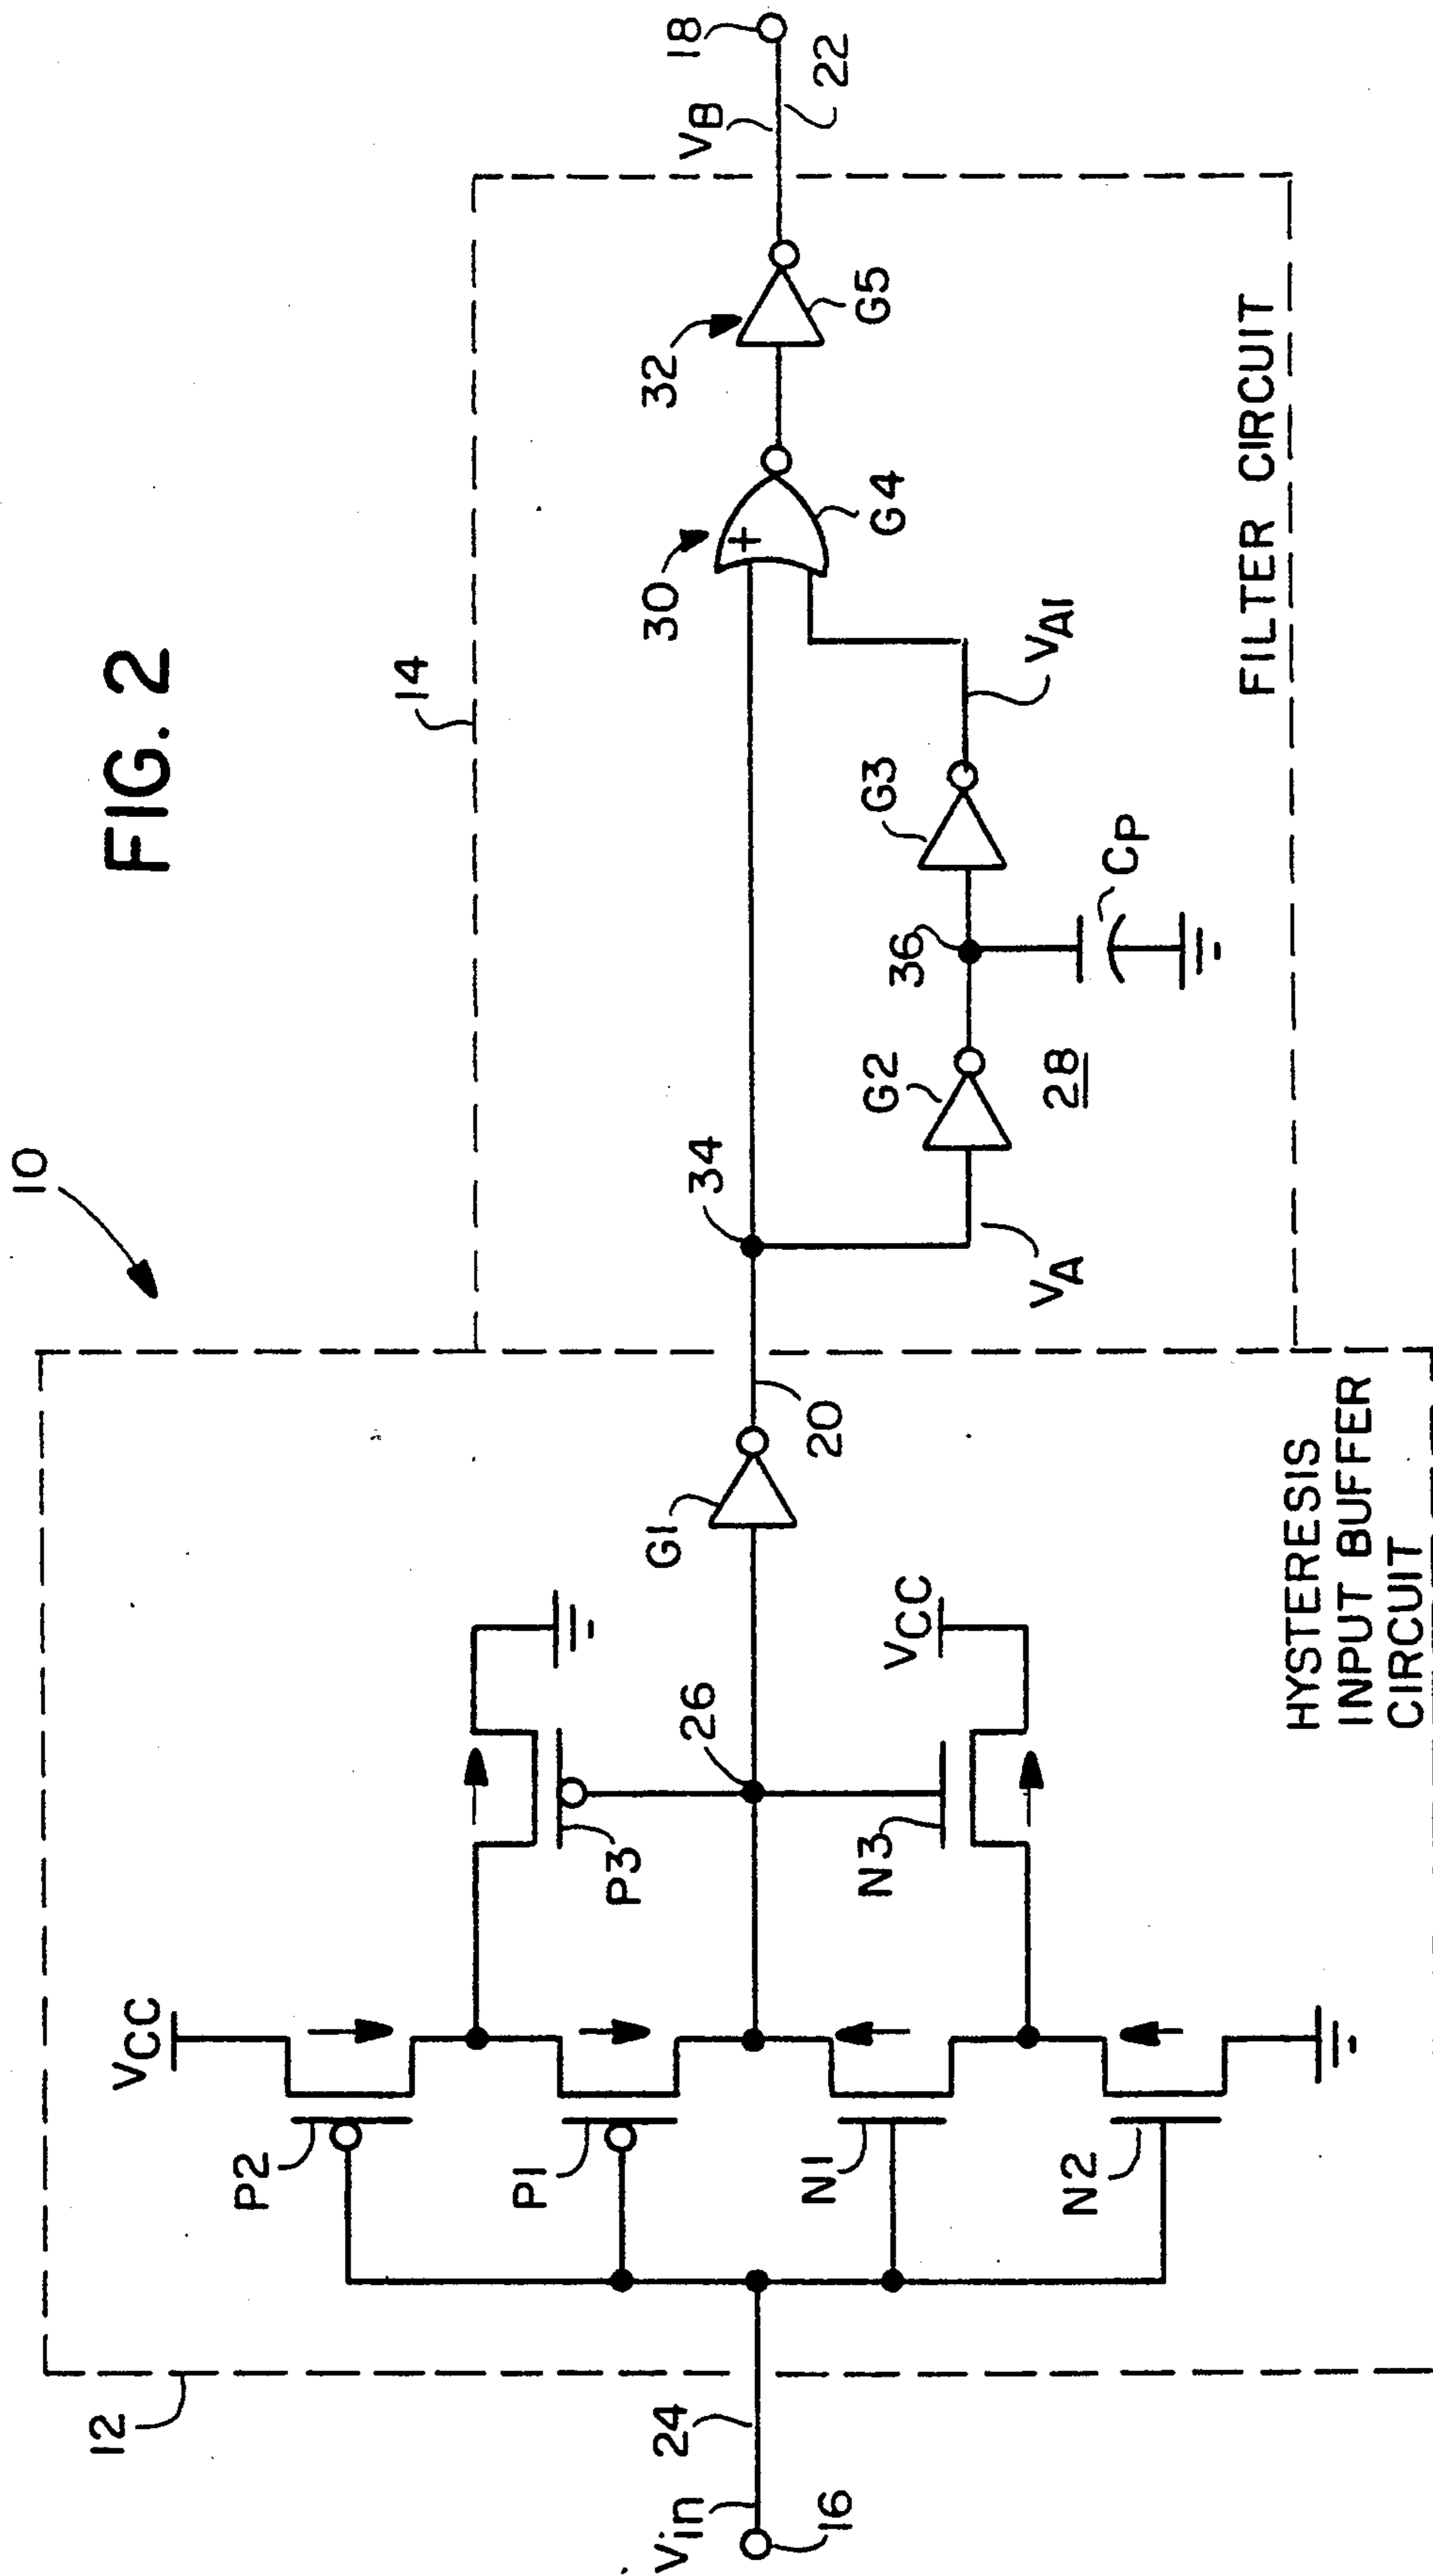 FIG. 2
10
12
14
VCC
P2
P1
P3
26
N1
N2
N3
VCC
Vin
24
16
G1
20
HYSTERESIS
INPUT BUFFER
CIRCUIT
34
VA
G2
28
36
CP
G3
VA1
30
G4
32
G5
VB
22
18
FILTER CIRCUIT